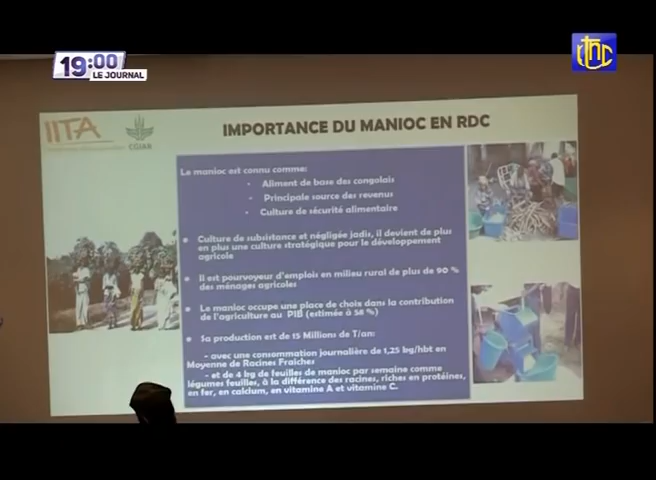 19:00
LE JOURNAL
IITA
CGIAR
IMPORTANCE DU MANIOC EN RDC
Le manioc est connu comme:
• Aliment de base des congolais
• Principale source des revenus
• Culture de sécurité alimentaire
• Culture de subsistance et négligée jadis, il devient de plus
en plus une culture stratégique pour le développement
agricole
• Il est pourvoyeur d'emploi en milieu rural de plus de 90 %
des ménages agricoles
• Le manioc occupe une place de choix dans la contribution
de l'agriculture au PIB (estimée à 58 %)
• Sa production est de 15 Millions de T/an:
- avec une consommation journalière de 1,25 kg/hbt en
Moyenne de Racines Fraîches
- et de 4 kg de feuilles de manioc par semaine comme
légumes feuilles, à la différence des racines, riches en protéines,
en fer, en calcium, en vitamine A et vitamine C.